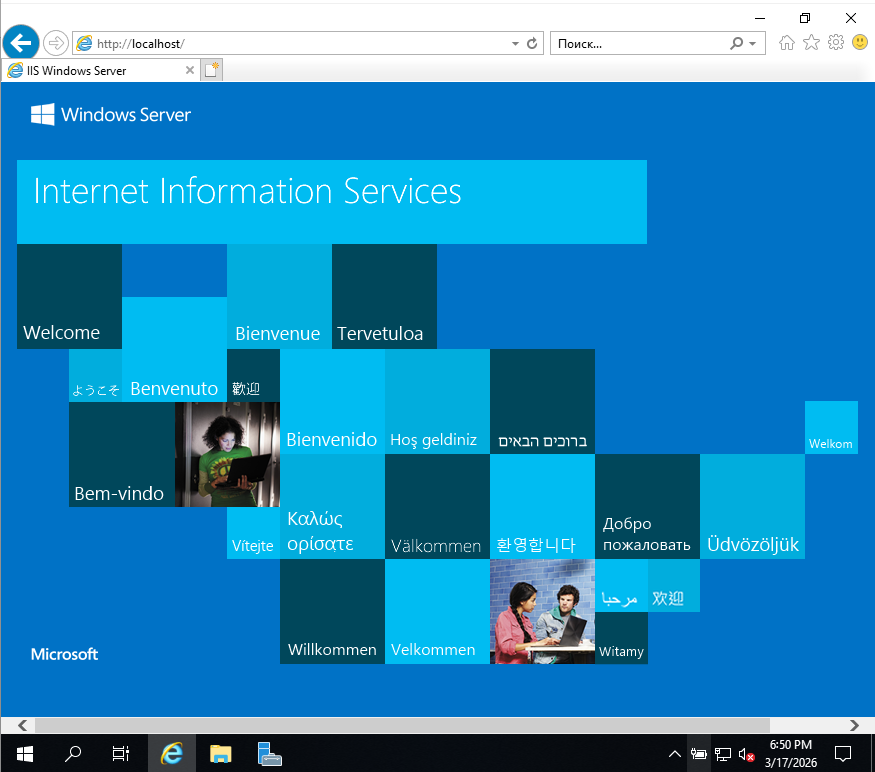 http://localhost/
Поиск...
IIS Windows Server
Windows Server
Internet Information Services
Welcome
Bienvenue
Tervetuloa
ようこそ
Benvenuto
歡迎
Bienvenido
Hoş geldiniz
ברוכים הבאים
Welkom
Bem-vindo
Vítejte
Καλώς
ορίσατε
Välkommen
환영합니다
Добро
пожаловать
Üdvözöljük
مرحبا
欢迎
Willkommen
Velkommen
Witamy
Microsoft
6:50 PM
3/17/2026